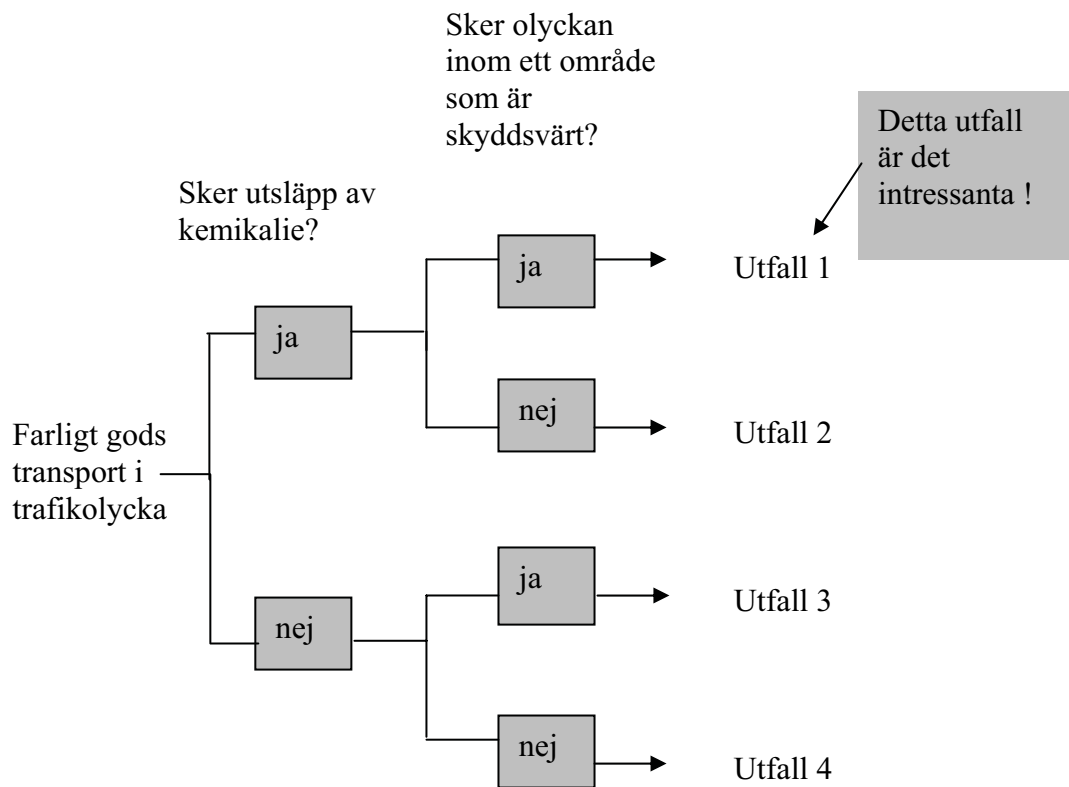 Sker olyckan
inom ett område
som är
skyddsvärt?
Detta utfall
är det
intressanta !
Sker utsläpp av
kemikalie?
ja
Utfall 1
ja
nej
Utfall 2
Farligt gods
transport i
trafikolycka
ja
Utfall 3
nej
nej
Utfall 4